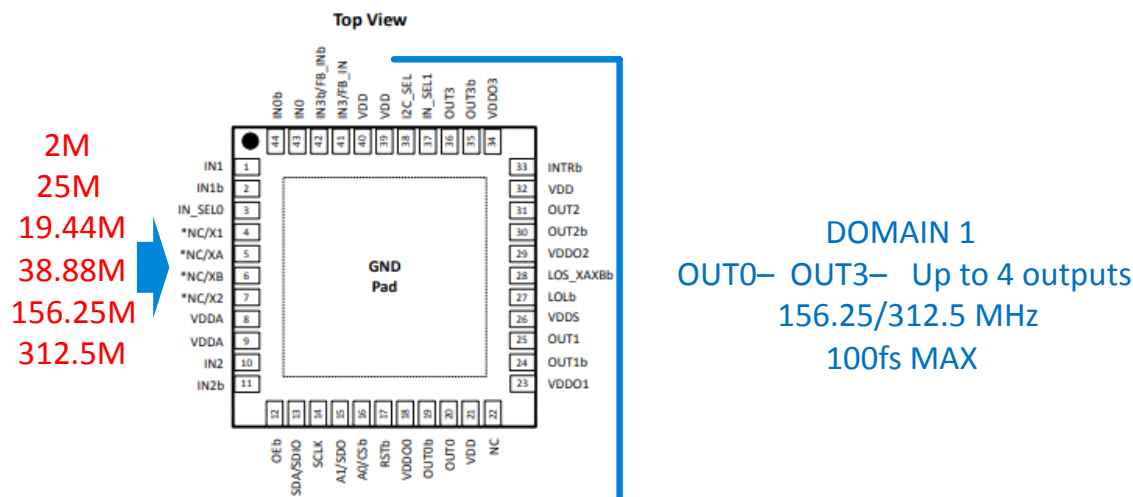 Top View
IN0b
IN0
IN3b/FB_INb
IN3/FB_IN
VDD
VDD
I2C_SEL
IN_SEL1
OUT3
OUT3b
VDDO3
44
43
42
41
40
39
38
37
36
35
34
2M
25M
19.44M
38.88M
156.25M
312.5M
IN1 1
IN1b 2
IN_SEL0 3
*NC/X1 4
*NC/XA 5
*NC/XB 6
*NC/X2 7
VDDA 8
VDDA 9
IN2 10
IN2b 11
GND
Pad
33 INTRb
32 VDD
31 OUT2
30 OUT2b
29 VDDO2
28 LOS_XAXBb
27 LOLb
26 VDDS
25 OUT1
24 OUT1b
23 VDDO1
12
13
14
15
16
17
18
19
20
21
22
OEb
SDA/SDIO
SCLK
A1/SDO
A0/CSb
RSTb
VDDO0
OUT0b
OUT0
VDD
NC
DOMAIN 1
OUT0– OUT3– Up to 4 outputs
156.25/312.5 MHz
100fs MAX